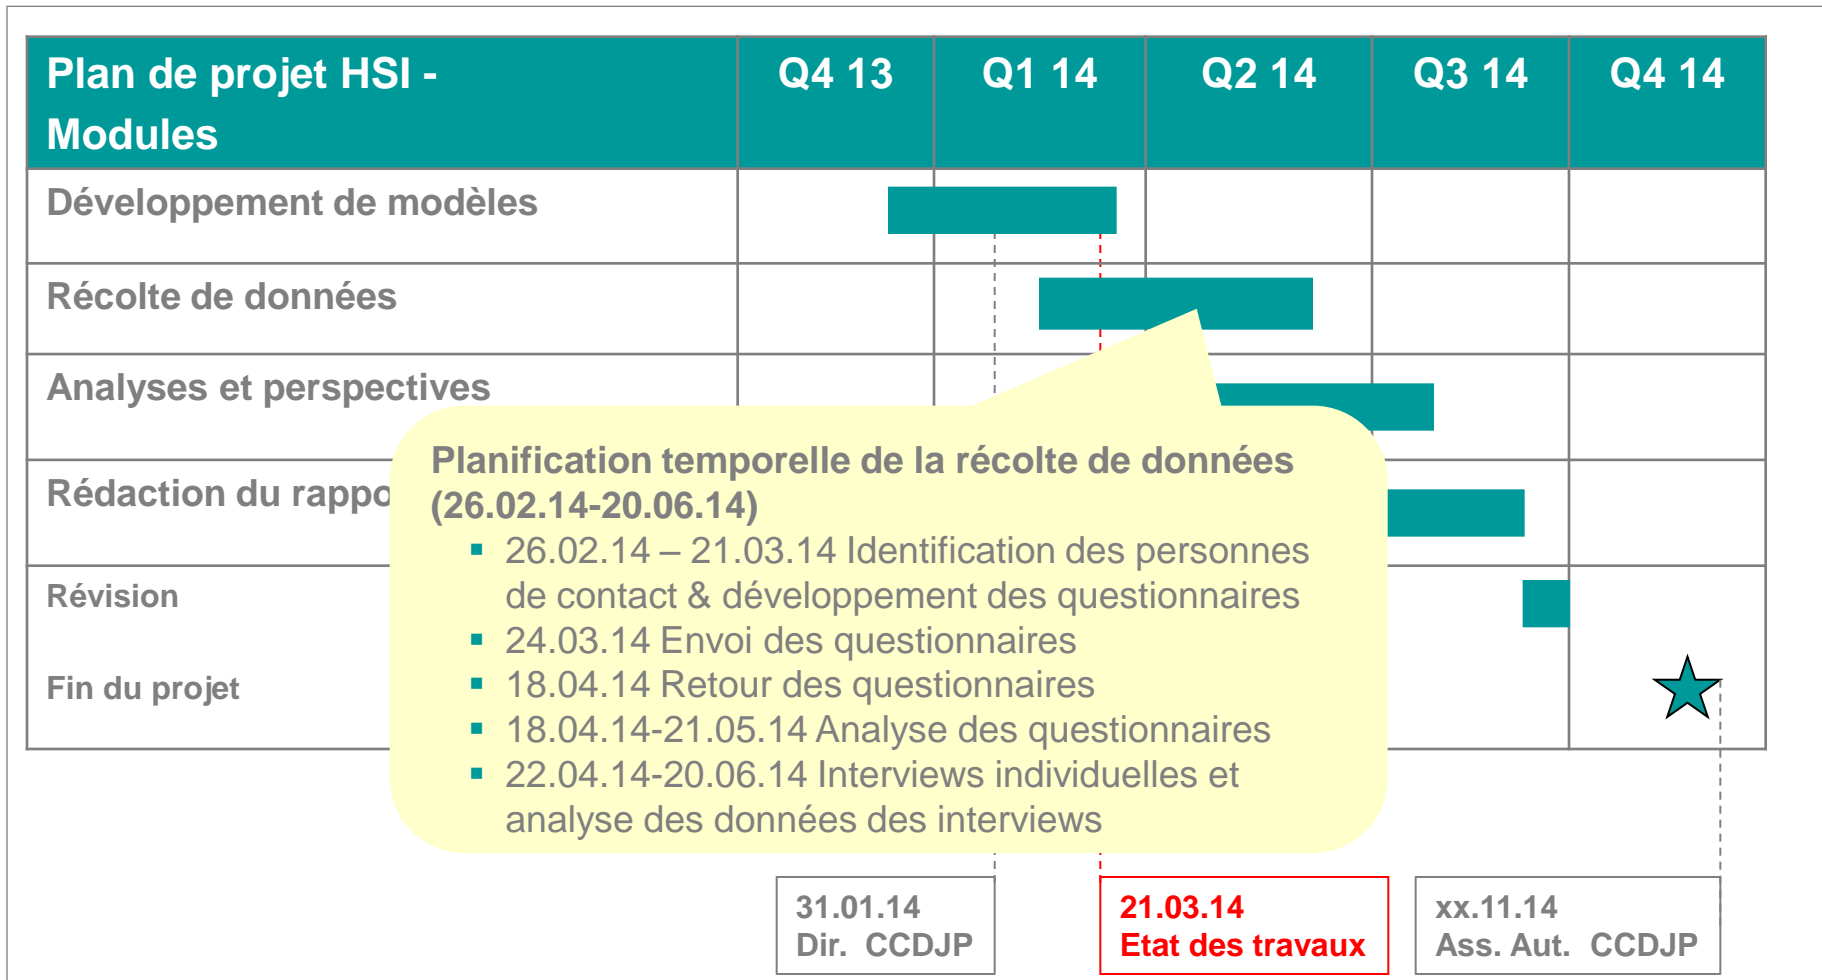 Plan de projet HSI -
Modules
Q4 13
Q1 14
Q2 14
Q3 14
Q4 14
Développement de modèles
Récolte de données
Analyses et perspectives
Rédaction du rappo
Révision
Fin du projet
Planification temporelle de la récolte de données
(26.02.14-20.06.14)
▪ 26.02.14 – 21.03.14 Identification des personnes
de contact & développement des questionnaires
▪ 24.03.14 Envoi des questionnaires
▪ 18.04.14 Retour des questionnaires
▪ 18.04.14-21.05.14 Analyse des questionnaires
▪ 22.04.14-20.06.14 Interviews individuelles et
analyse des données des interviews
31.01.14
Dir. CCDJP
21.03.14
Etat des travaux
xx.11.14
Ass. Aut. CCDJP